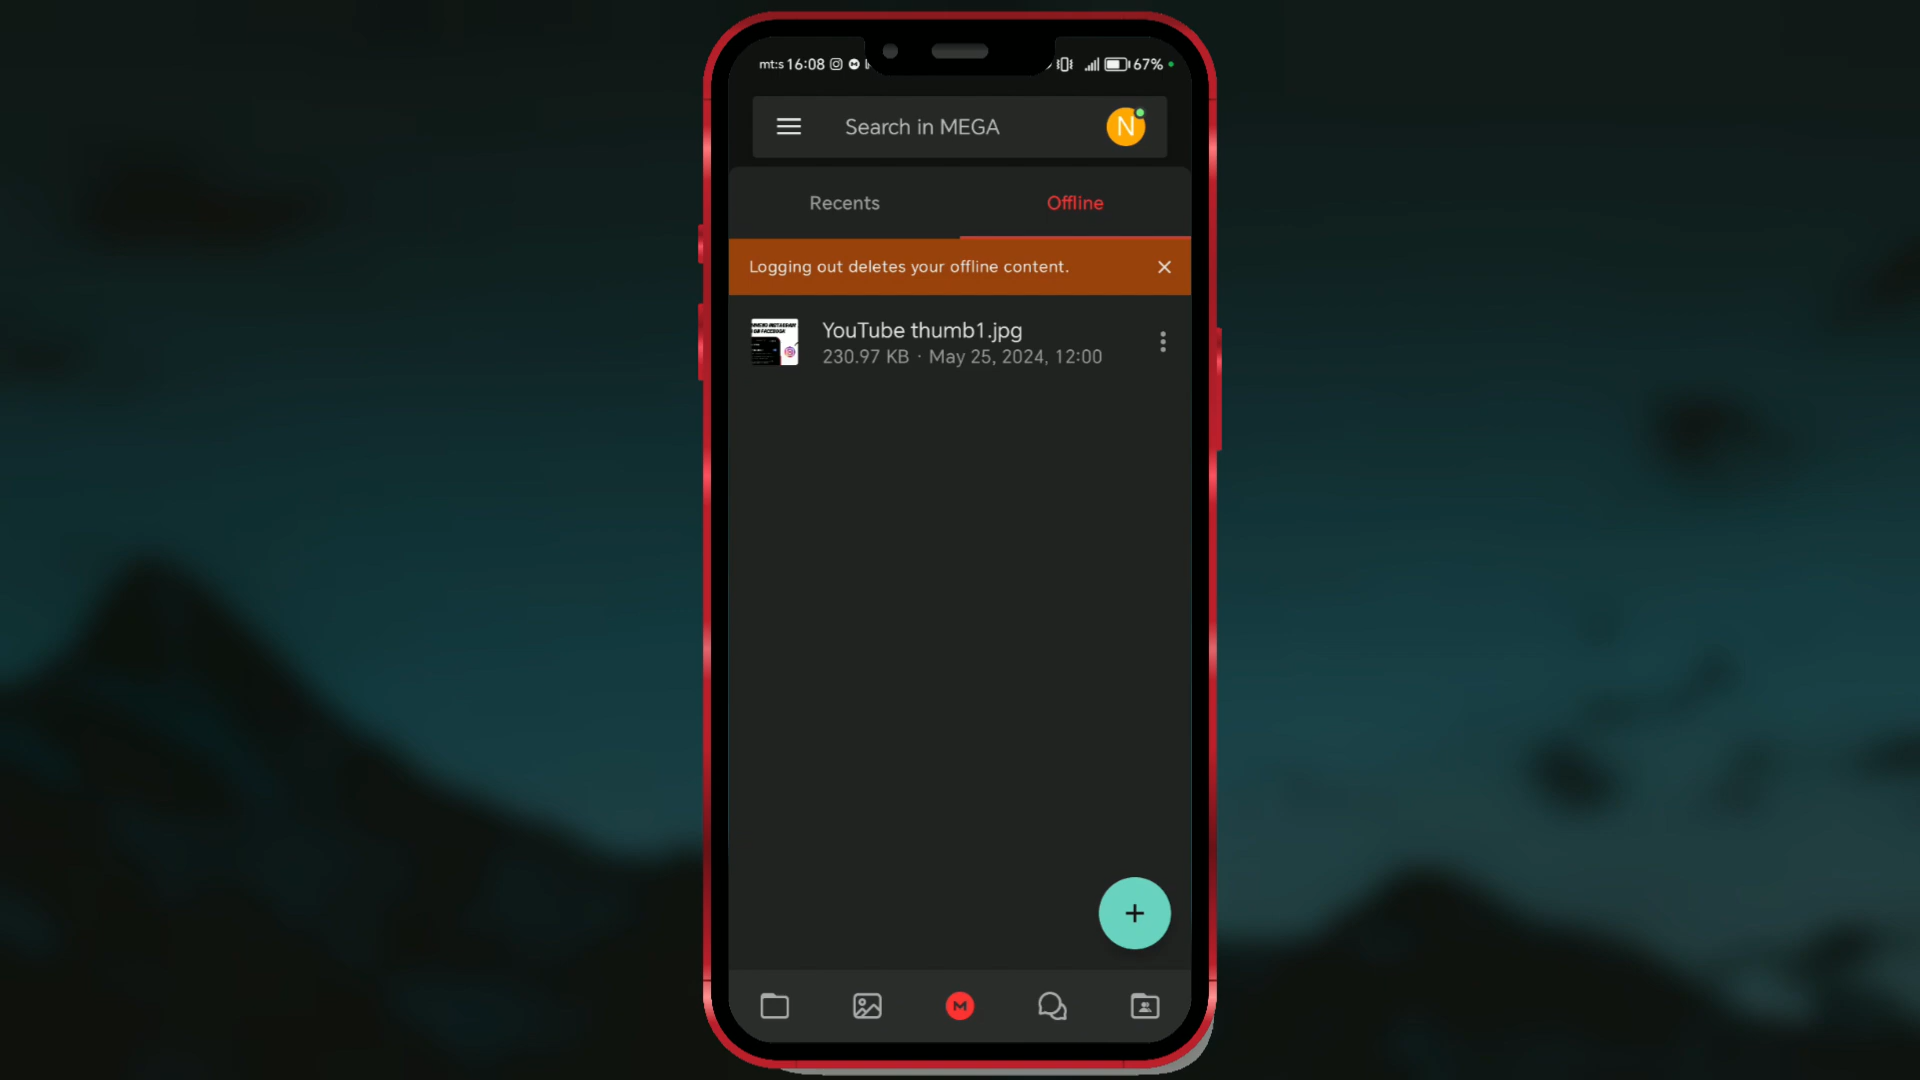 mt:s 16:08 67%
Search in MEGA N
Recents Offline
Logging out deletes your offline content.
YouTube thumb1.jpg
230.97 KB · May 25, 2024, 12:00
M